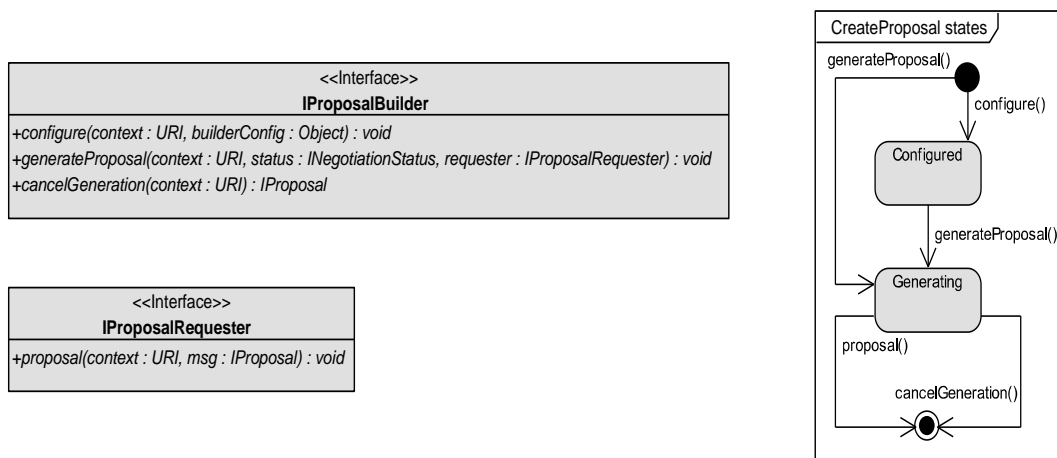 <<Interface>>
IProposalBuilder
+configure(context : URI, builderConfig : Object) : void
+generateProposal(context : URI, status : INegotiationStatus, requester : IProposalRequester) : void
+cancelGeneration(context : URI) : IProposal
<<Interface>>
IProposalRequester
+proposal(context : URI, msg : IProposal) : void
CreateProposal states
generateProposal()
configure()
Configured
generateProposal()
Generating
proposal()
cancelGeneration()